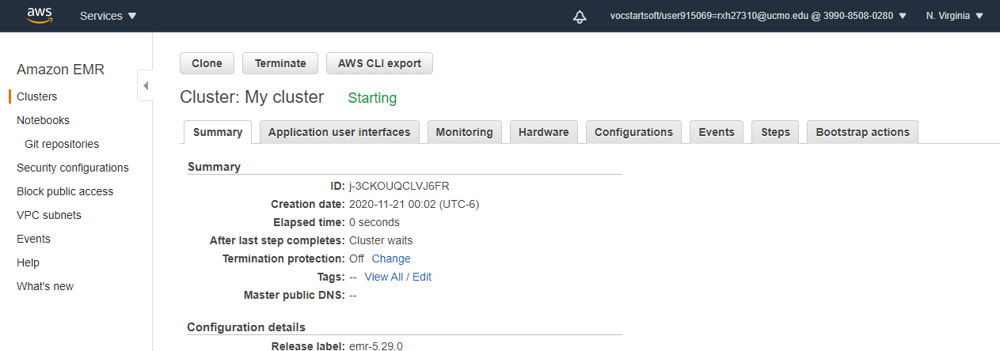 aws Services vocstartsoft/user915069=rxh27310@ucmo.edu @ 3990-8508-0280 N. Virginia
Amazon EMR
Clusters
Notebooks
Git repositories
Security configurations
Block public access
VPC subnets
Events
Help
What's new
Clone Terminate AWS CLI export
Cluster: My cluster Starting
Summary Application user interfaces Monitoring Hardware Configurations Events Steps Bootstrap actions
Summary
ID: j-3CKOUQCLVJ6FR
Creation date: 2020-11-21 00:02 (UTC-6)
Elapsed time: 0 seconds
After last step completes: Cluster waits
Termination protection: Off Change
Tags: -- View All / Edit
Master public DNS: --
Configuration details
Release label: emr-5.29.0